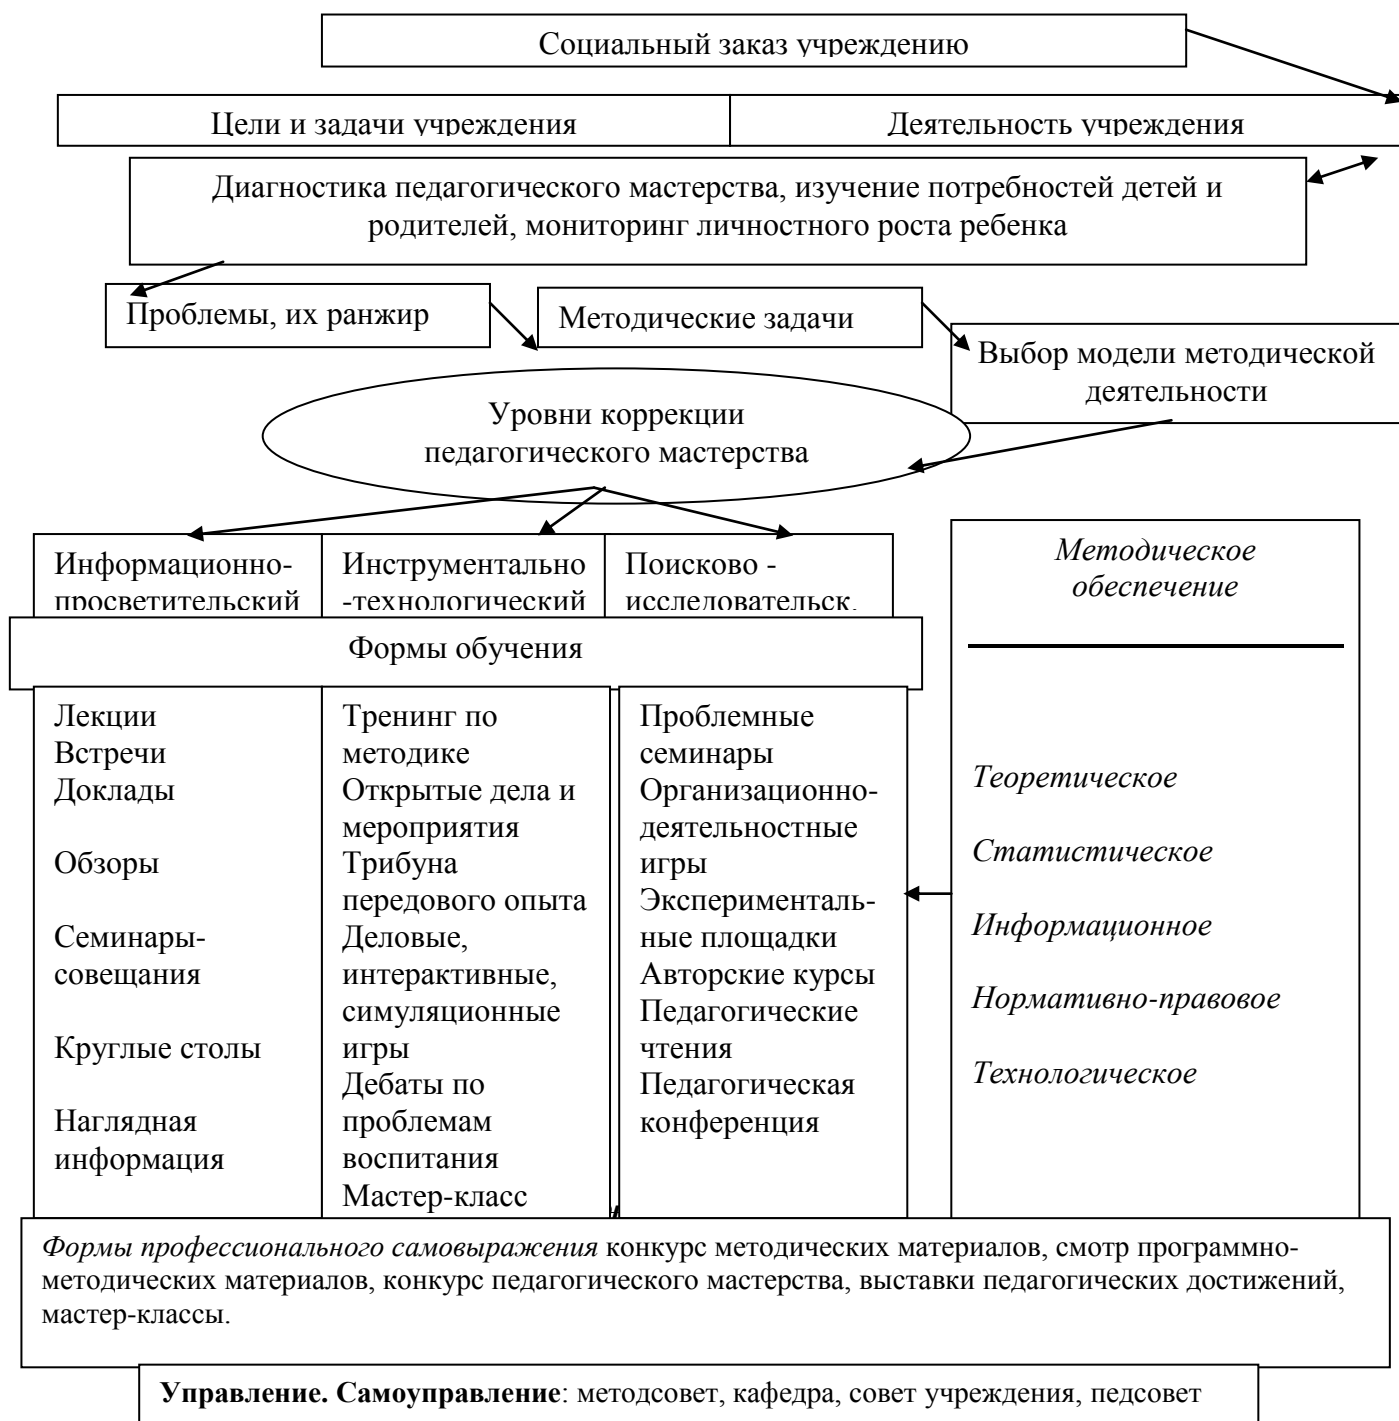 Социальный заказ учреждению
Цели и задачи учреждения
Деятельность учреждения
Диагностика педагогического мастерства, изучение потребностей детей и
родителей, мониторинг личностного роста ребенка
Проблемы, их ранжир
Методические задачи
Выбор модели методической
деятельности
Уровни коррекции
педагогического мастерства
Информационно-
просветительский
Инструментально
-технологический
Поисково -
исследовательск.
Формы обучения
Лекции
Встречи
Доклады
Обзоры
Семинары-
совещания
Круглые столы
Наглядная
информация
Тренинг по
методике
Открытые дела и
мероприятия
Трибуна
передового опыта
Деловые,
интерактивные,
симуляционные
игры
Дебаты по
проблемам
воспитания
Мастер-класс
Проблемные
семинары
Организационно-
деятельностные
игры
Эксперименталь-
ные площадки
Авторские курсы
Педагогические
чтения
Педагогическая
конференция
Методическое
обеспечение
Теоретическое
Статистическое
Информационное
Нормативно-правовое
Технологическое
Формы профессионального самовыражения конкурс методических материалов, смотр программно-
методических материалов, конкурс педагогического мастерства, выставки педагогических достижений,
мастер-классы.
Управление. Самоуправление: методсовет, кафедра, совет учреждения, педсовет